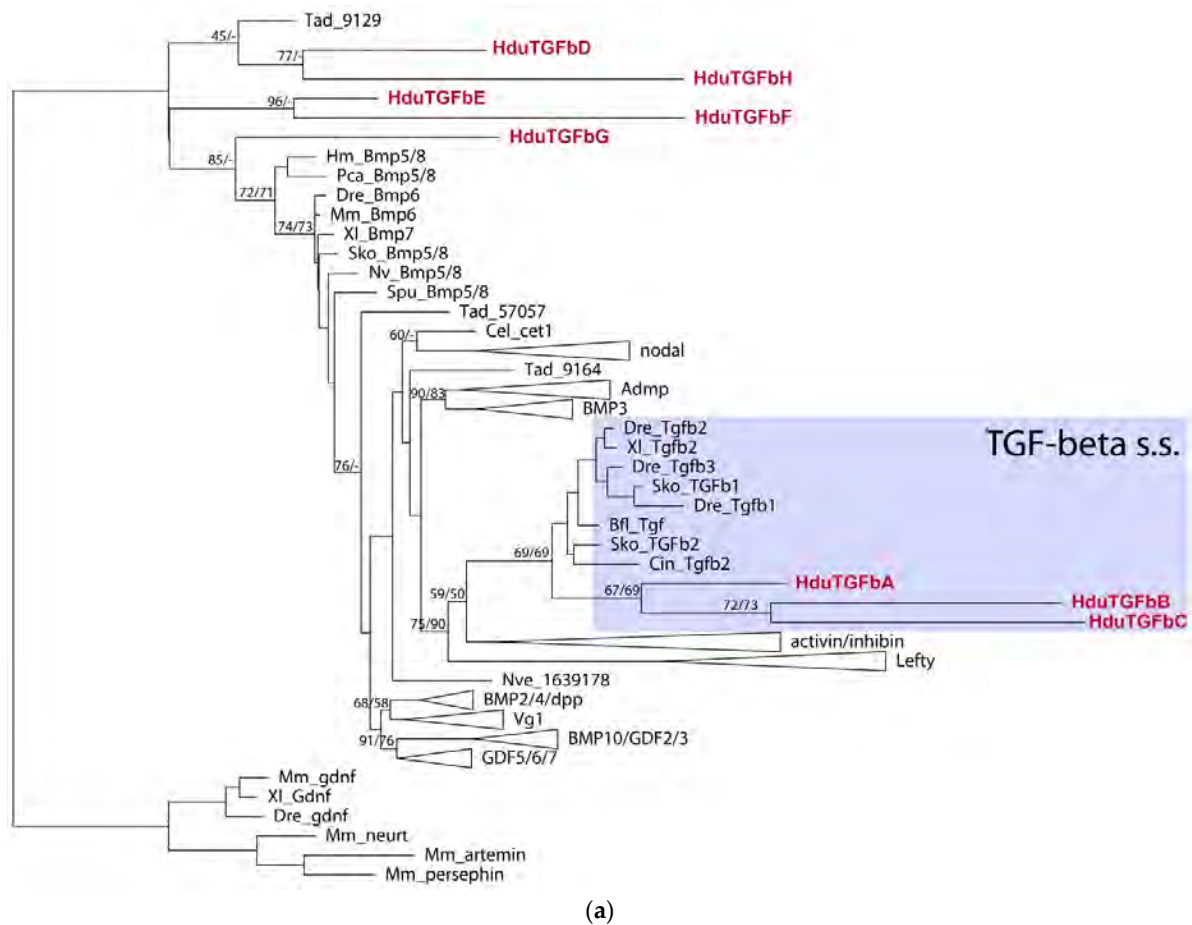 Tad_9129
45/-
HduTGFbD
77/-
HduTGFbH
HduTGFbE
96/-
HduTGFbF
HduTGFbG
85/-
Hm_Bmp5/8
Pca_Bmp5/8
72/71
Dre_Bmp6
Mm_Bmp6
74/73
Xl_Bmp7
Sko_Bmp5/8
Nv_Bmp5/8
Spu_Bmp5/8
Tad_57057
Cel_cet1
60/-
nodal
Tad_9164
90/83
Admp
BMP3
TGF-beta s.s.
Dre_Tgfb2
Xl_Tgfb2
Dre_Tgfb3
76/-
Sko_TGFb1
Dre_Tgfb1
Bfl_Tgf
Sko_TGFb2
69/69
Cin_Tgfb2
HduTGFbA
67/69
59/50
72/73
HduTGFbB
HduTGFbC
75/90
activin/inhibin
Lefty
Nve_1639178
68/58
BMP2/4/dpp
Vg1
91/76
BMP10/GDF2/3
GDF5/6/7
Mm_gdnf
Xl_Gdnf
Dre_gdnf
Mm_neurt
Mm_artemin
Mm_persephin
(a)